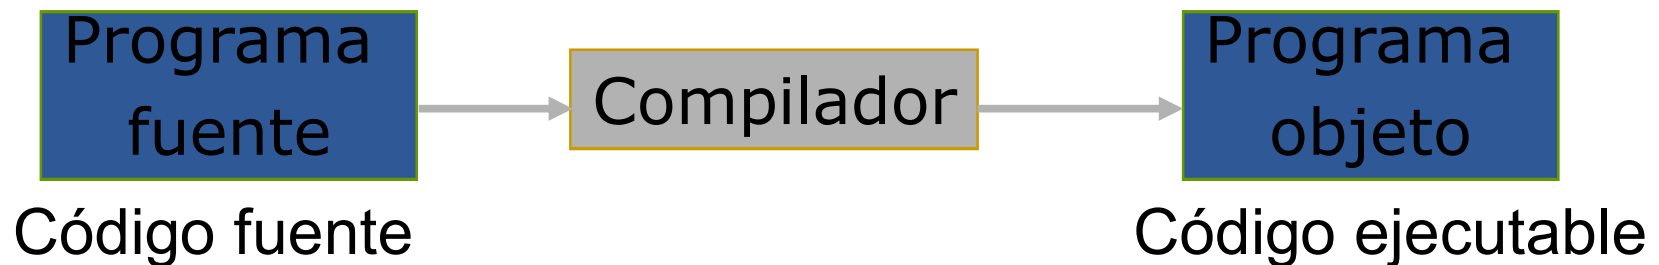 Programa
fuente
Compilador
Programa
objeto
Código fuente
Código ejecutable